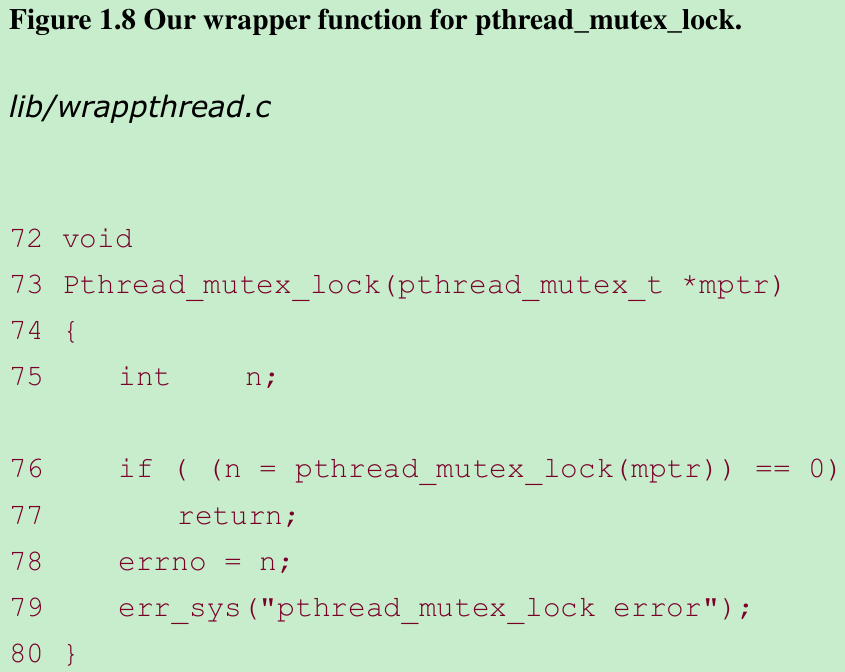 Figure 1.8 Our wrapper function for pthread_mutex_lock.
lib/wrappthread.c
72 void
73 Pthread_mutex_lock(pthread_mutex_t *mptr)
74 {
75    int    n;
76    if ( (n = pthread_mutex_lock(mptr)) == 0)
77       return;
78    errno = n;
79    err_sys("pthread_mutex_lock error");
80 }